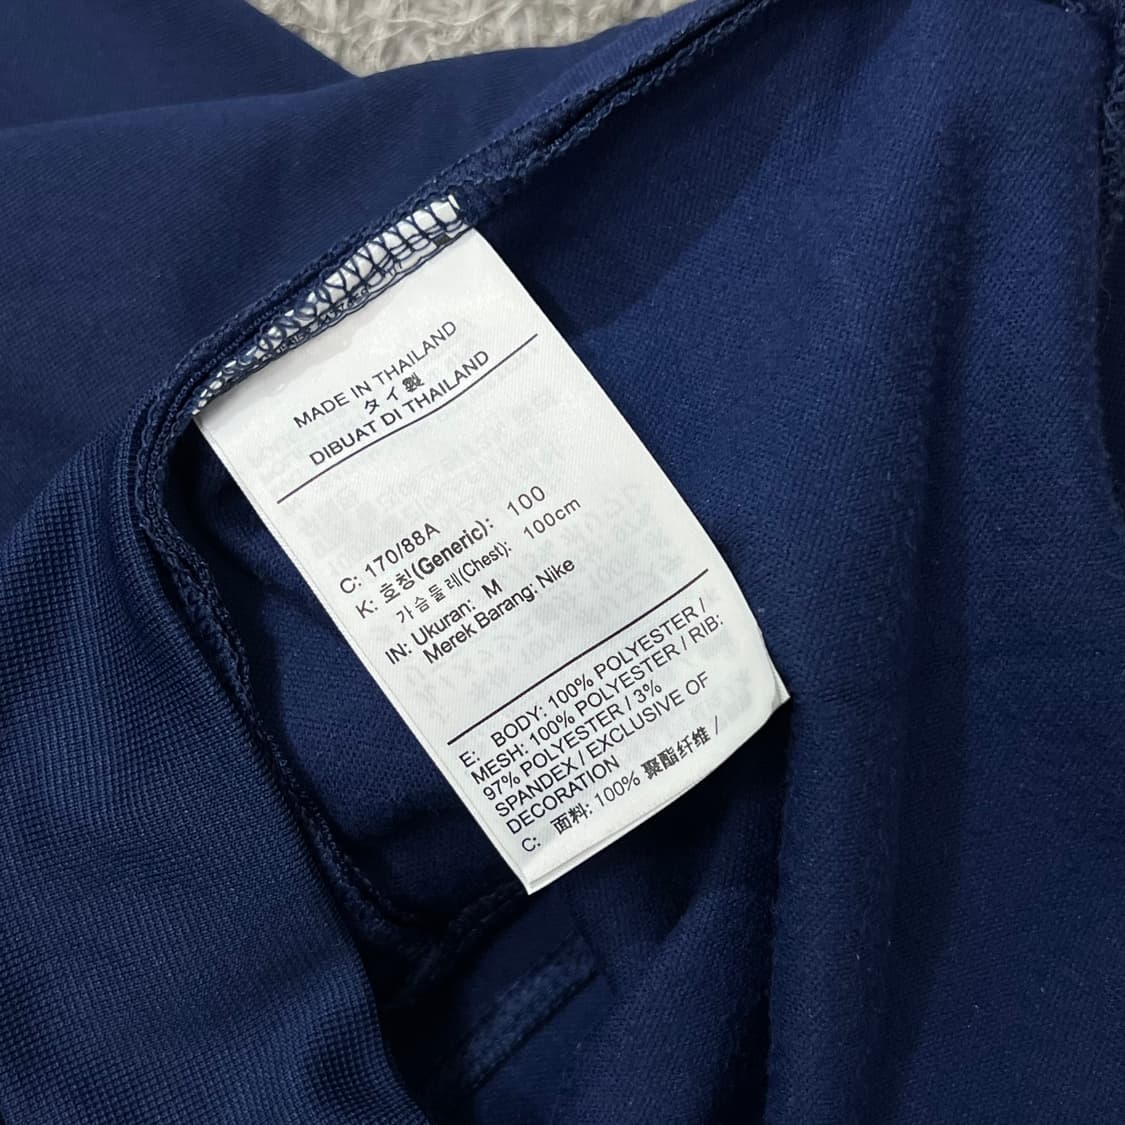 MADE IN THAILAND
タイ製
DIBUAT DI THAILAND
C: 170/88A
K: 호칭(Generic): 100
가슴둘레(Chest): 100cm
IN: Ukuran: M
Merek Barang: Nike
E: BODY: 100% POLYESTER /
MESH: 100% POLYESTER / RIB:
97% POLYESTER / 3%
SPANDEX / EXCLUSIVE OF
DECORATION
C: 面料: 100% 聚酯纤维 /